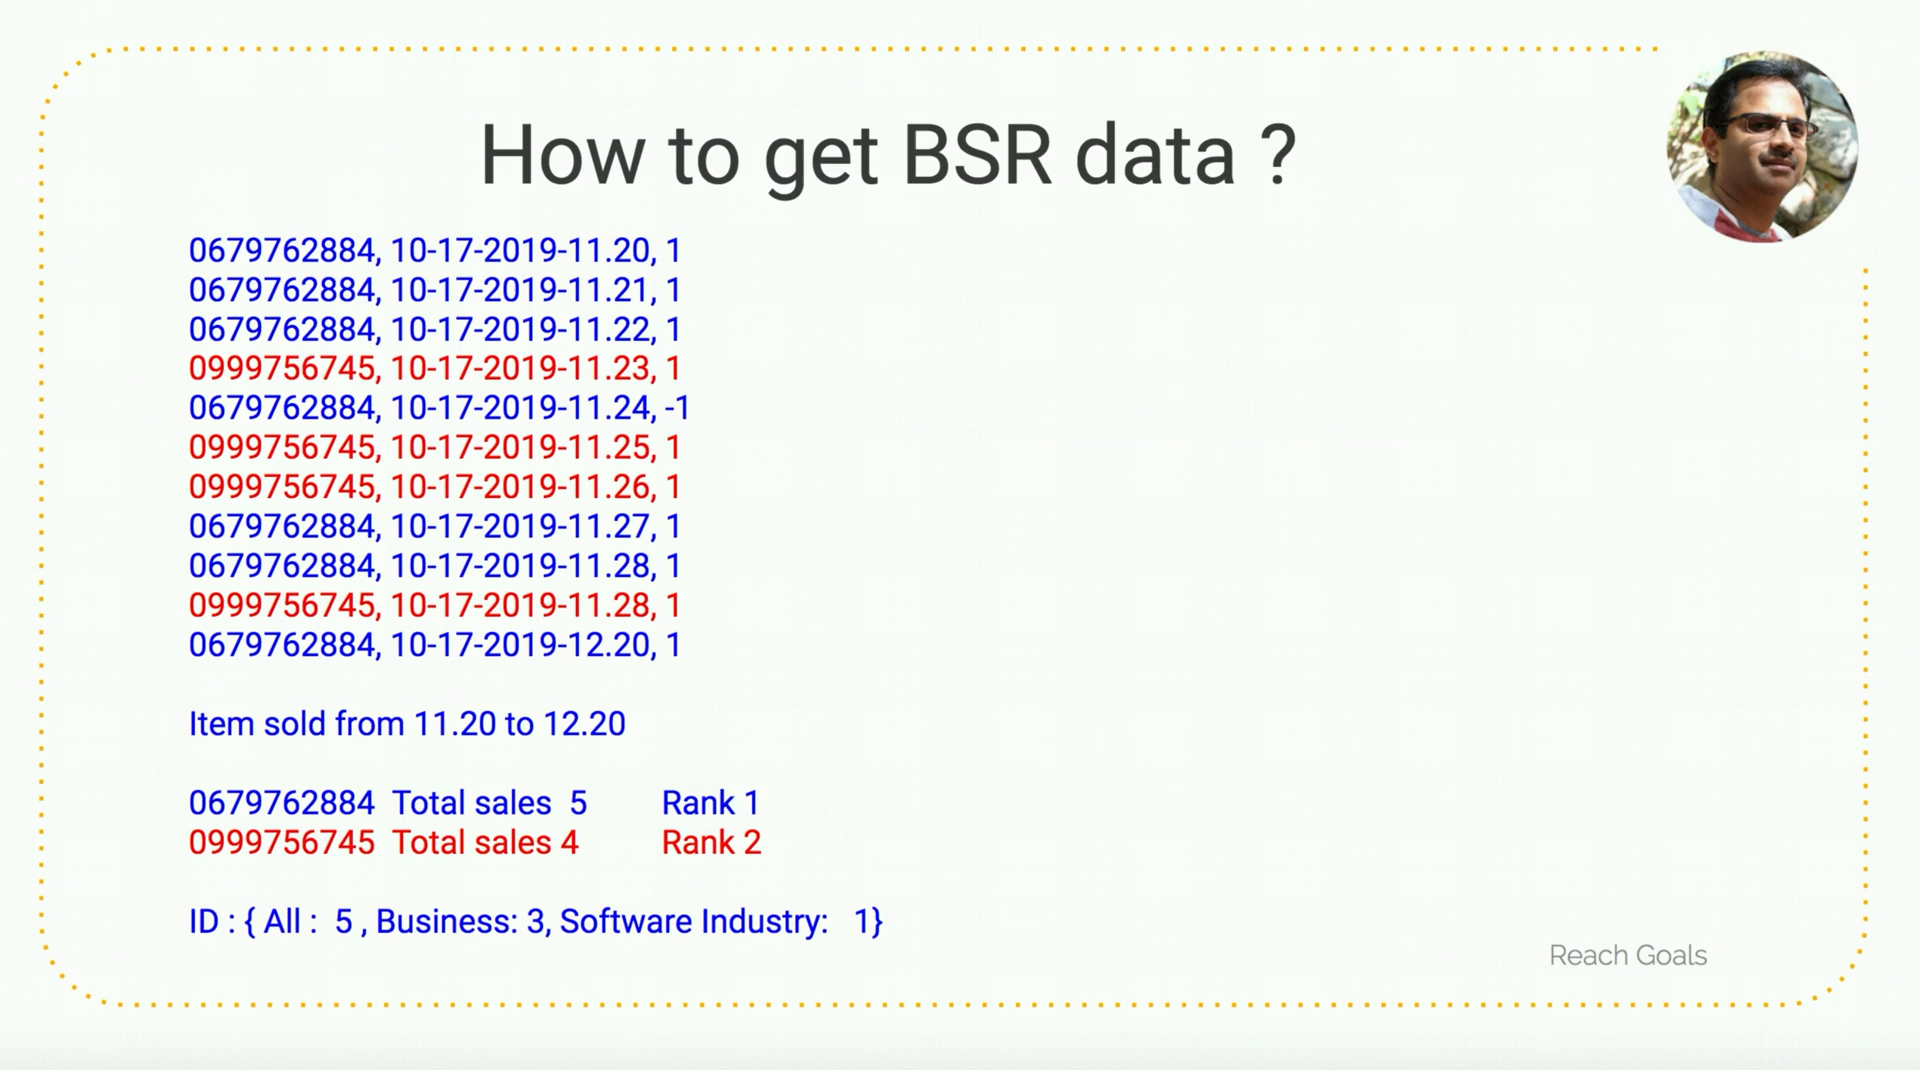 How to get BSR data ?
0679762884, 10-17-2019-11.20, 1
0679762884, 10-17-2019-11.21, 1
0679762884, 10-17-2019-11.22, 1
0999756745, 10-17-2019-11.23, 1
0679762884, 10-17-2019-11.24, -1
0999756745, 10-17-2019-11.25, 1
0999756745, 10-17-2019-11.26, 1
0679762884, 10-17-2019-11.27, 1
0679762884, 10-17-2019-11.28, 1
0999756745, 10-17-2019-11.28, 1
0679762884, 10-17-2019-12.20, 1
Item sold from 11.20 to 12.20
0679762884 Total sales 5 Rank 1
0999756745 Total sales 4 Rank 2
ID : { All : 5 , Business: 3, Software Industry: 1}
Reach Goals